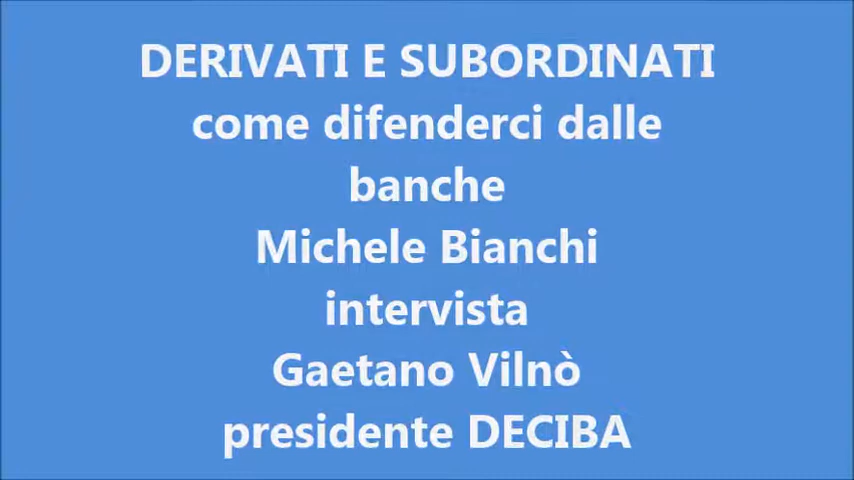 DERIVATI E SUBORDINATI
come difenderci dalle
banche
Michele Bianchi
intervista
Gaetano Vilnò
presidente DECIBA